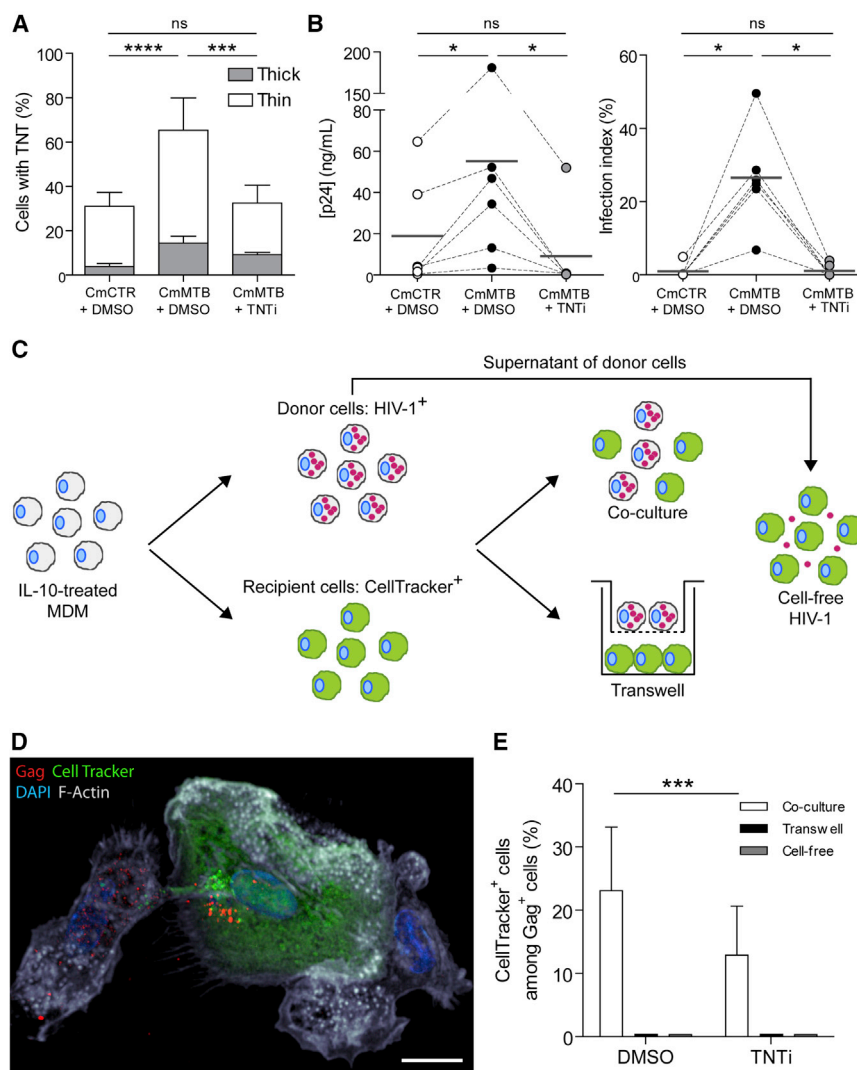 A
ns
****
***
Thick
Thin
Cells with TNT (%)
100
80
60
40
20
0
CmCTR
+ DMSO
CmMTB
+ DMSO
CmMTB
+ TNTi
B
ns
*
*
[p24] (ng/mL)
200
150
100
80
60
40
20
0
CmCTR
+ DMSO
CmMTB
+ DMSO
CmMTB
+ TNTi
ns
*
*
Infection index (%)
60
40
20
0
CmCTR
+ DMSO
CmMTB
+ DMSO
CmMTB
+ TNTi
C
Supernatant of donor cells
Donor cells: HIV-1+
IL-10-treated
MDM
Recipient cells: CellTracker+
Co-culture
Transwell
Cell-free
HIV-1
D
Gag Cell Tracker
DAPI F-Actin
E
***
Co-culture
Transwell
Cell-free
CellTracker+ cells
among Gag+ cells (%)
40
30
20
10
0
DMSO
TNTi